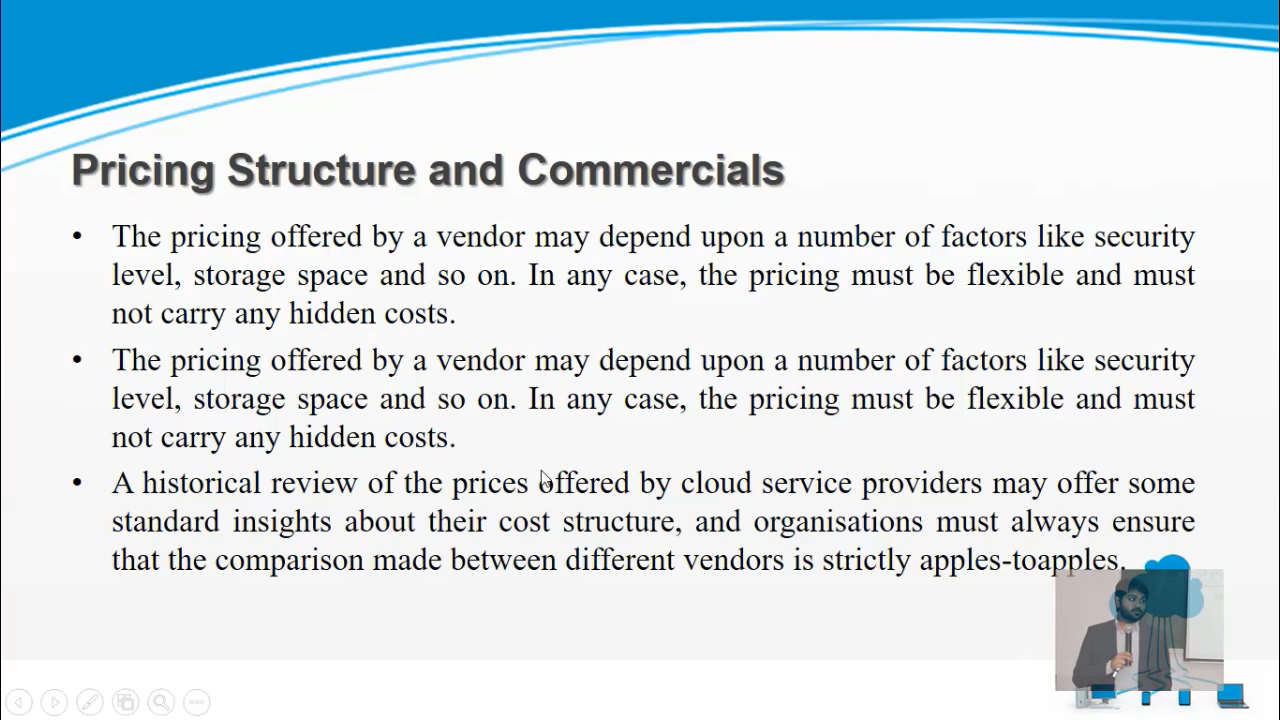 Pricing Structure and Commercials
• The pricing offered by a vendor may depend upon a number of factors like security
level, storage space and so on. In any case, the pricing must be flexible and must
not carry any hidden costs.
• The pricing offered by a vendor may depend upon a number of factors like security
level, storage space and so on. In any case, the pricing must be flexible and must
not carry any hidden costs.
• A historical review of the prices offered by cloud service providers may offer some
standard insights about their cost structure, and organisations must always ensure
that the comparison made between different vendors is strictly apples-toapples.